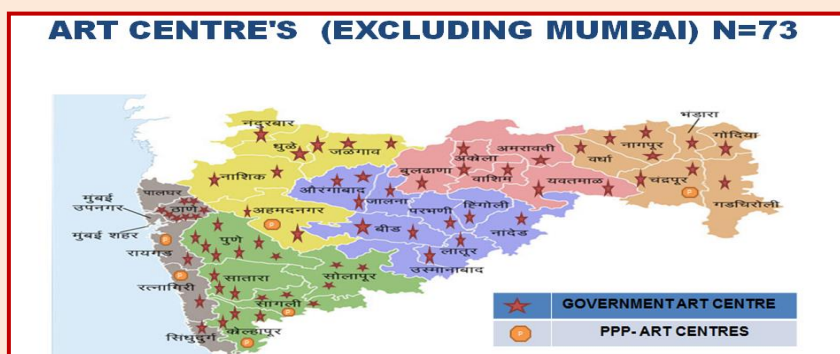 ART CENTRE'S (EXCLUDING MUMBAI) N=73
नंदुरबार
धुळे
जळगाव
नाशिक
बुलढाणा
अकोला
अमरावती
वाशिम
यवतमाळ
वर्धा
नागपूर
भंडारा
गोंदिया
चंद्रपूर
गडचिरोली
पालघर
ठाणे
मुंबई
उपनगर
मुंबई शहर
रायगड
रत्नागिरी
सिंधुदुर्ग
अहमदनगर
औरगाबाद
जालना
परभणी
हिंगोली
नादेड
बीड
लातूर
उस्मानाबाद
पुणे
सातारा
सोलापूर
सांगली
कोल्हापूर
GOVERNMENT ART CENTRE
P PPP- ART CENTRES